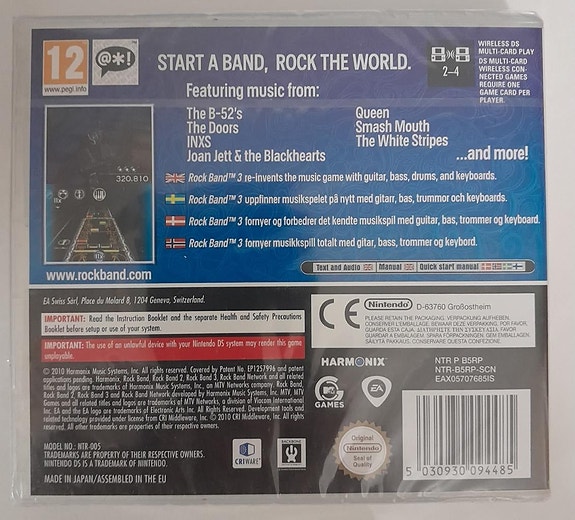 12
@*!
www.pegi.info
START A BAND, ROCK THE WORLD.
2-4
WIRELESS DS
MULTI-CARD PLAY
DS MULTI-CARD
WIRELESS CON-
NECTED GAMES
REQUIRE ONE
GAME CARD PER
PLAYER.
Featuring music from:
The B-52's
The Doors
INXS
Joan Jett & the Blackhearts
Queen
Smash Mouth
The White Stripes
...and more!
320.810
Rock Band™ 3 re-invents the music game with guitar, bass, drums, and keyboards.
Rock Band™ 3 uppfinner musikspelet på nytt med gitarr, bas, trummor och keyboards.
Rock Band™ 3 fornyer og forbedrer det kendte musikspill med guitar, bas, trommer og keyboard.
Rock Band™ 3 fornyer musikkspill totalt med gitar, bass, trommer og keybord.
www.rockband.com
Text and Audio
Manual
Quick start manual
EA Swiss Sàrl, Place du Molard 8, 1204 Geneva, Switzerland.
IMPORTANT: Read the Instruction Booklet and the separate Health and Safety Precautions
Booklet before setup or use of your system.
IMPORTANT: The use of an unlawful device with your Nintendo DS system may render this game
unplayable.
CE
Nintendo
D-63760 Großostheim
PLEASE RETAIN THE PACKAGING. VERPACKUNG AUFHEBEN.
CONSERVER L'EMBALLAGE. BEWAAR DEZE VERPAKKING. POR FAVOR,
© 2010 Harmonix Music Systems, Inc. All rights reserved. Covered by Patent No. EP1257996 and patent
applications pending. Harmonix, Rock Band, Rock Band 2, Rock Band 3, Rock Band Network and all related
titles and logos are trademarks of Harmonix Music Systems, Inc., an MTV Networks company. Rock Band,
Rock Band 2, Rock Band 3 and Rock Band Network developed by Harmonix Music Systems, Inc. MTV, MTV
Games and all related titles and logos are trademarks of MTV Networks, a division of Viacom International
Inc. EA and the EA logo are trademarks of Electronic Arts Inc. All Rights Reserved. Development tools and
related technology provided under license from CRI Middleware, Inc. © 2010 CRI Middleware, Inc. All other
trademarks are properties of their respective owners.
HARMONIX
MTV
GAMES
EA
NTR P B5RP
NTR-B5RP-SCN
EAX05707685IS
MODEL NO.: NTR-005
TRADEMARKS ARE PROPERTY OF THEIR RESPECTIVE OWNERS.
NINTENDO DS IS A TRADEMARK OF NINTENDO.
MADE IN JAPAN/ASSEMBLED IN THE EU
CRIWARE
BACKBONE
Original
Nintendo
Seal of
Quality
5 030930 094485